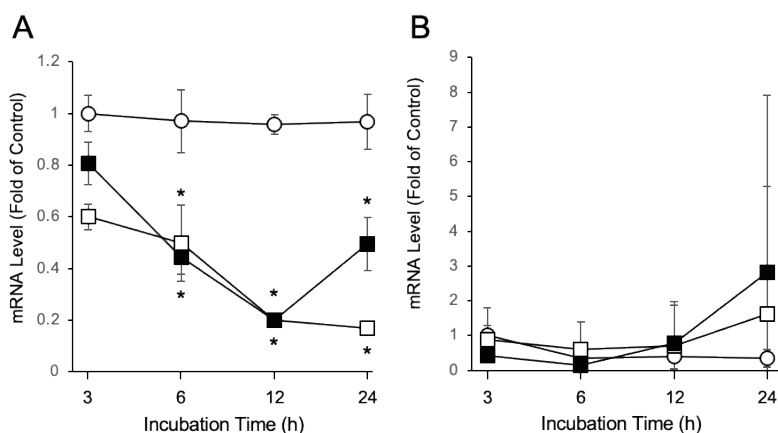 A
mRNA Level (Fold of Control)
1.2
1
0.8
0.6
0.4
0.2
0
*
*
*
*
*
*
3 6 12 24
Incubation Time (h)
B
mRNA Level (Fold of Control)
9
8
7
6
5
4
3
2
1
0
3 6 12 24
Incubation Time (h)